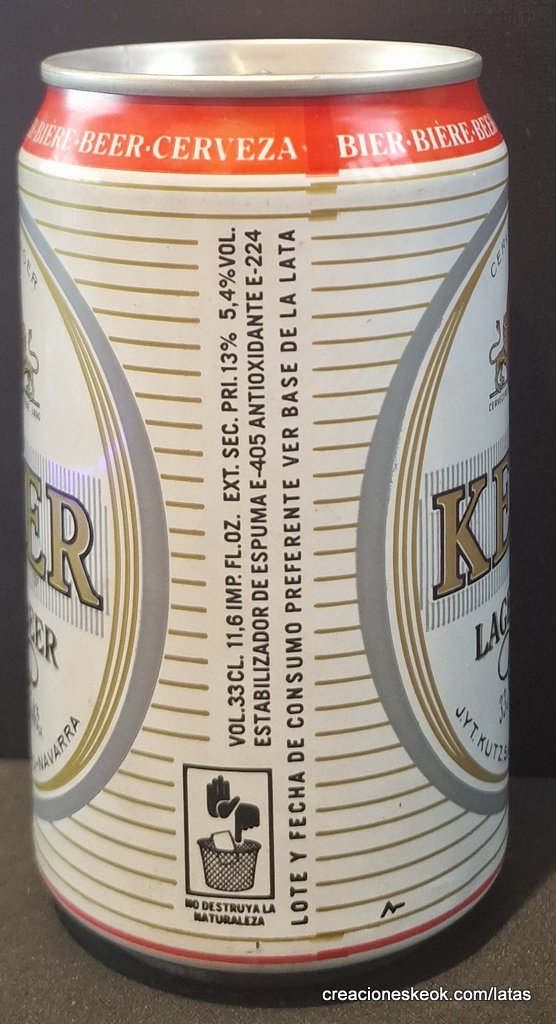 BIERE·BEER·CERVEZA
BIER·BIÈRE·BEER
VOL.33CL. 11,6 IMP. FL.OZ. EXT. SEC. PRI. 13% 5,4%VOL.
ESTABILIZADOR DE ESPUMA E-405 ANTIOXIDANTE E-224
LOTE Y FECHA DE CONSUMO PREFERENTE VER BASE DE LA LATA
NO DESTRUYA LA
NATURALEZA
ER
EER
NAVARRA
KE
LAG
J.Y.T. KUTZ
creacioneskeok.com/latas